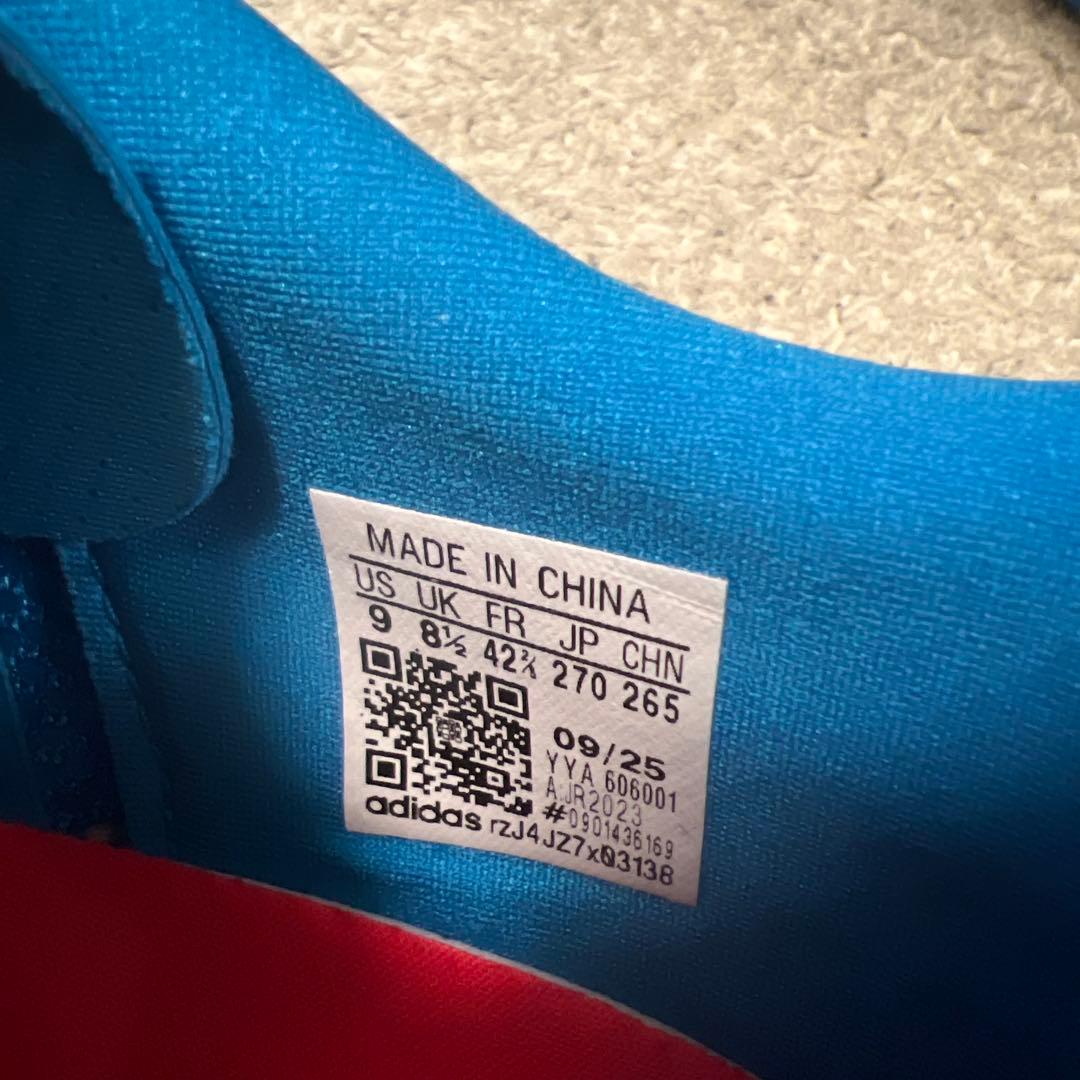 MADE IN CHINA
US UK FR JP CHN
9 8½ 42⅔ 270 265
09/25
YYA 606001
A:JR2023
#0901436169
adidas rzJ4JZ7x03138